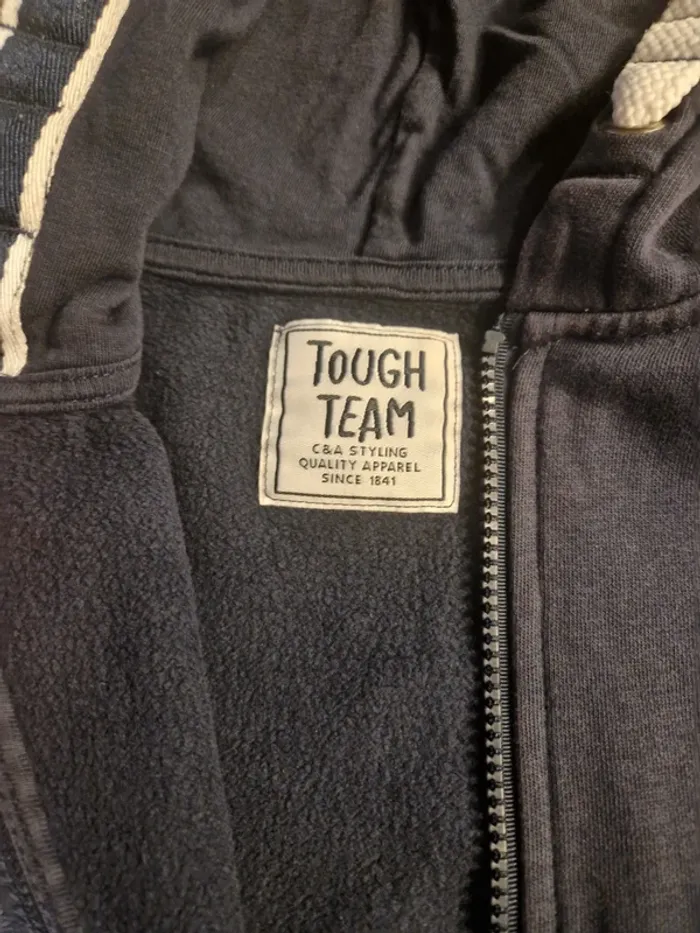 TOUGH
TEAM
C&A STYLING
QUALITY APPAREL
SINCE 1841